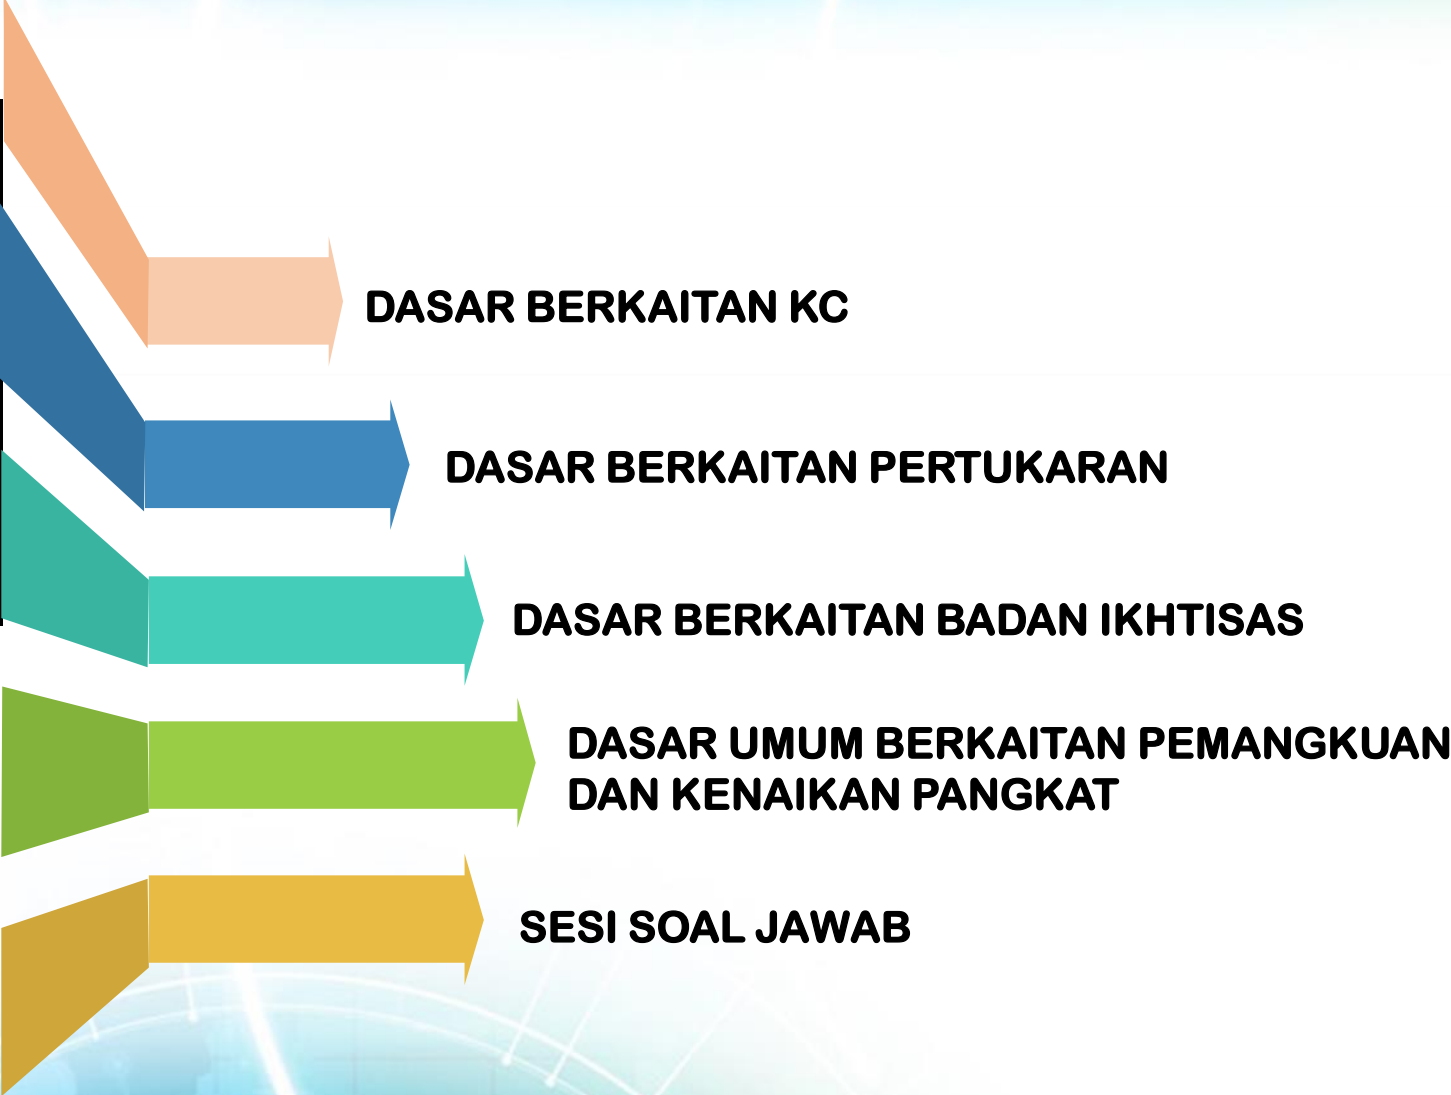 DASAR BERKAITAN KC
DASAR BERKAITAN PERTUKARAN
DASAR BERKAITAN BADAN IKHTISAS
DASAR UMUM BERKAITAN PEMANGKUAN
DAN KENAIKAN PANGKAT
SESI SOAL JAWAB